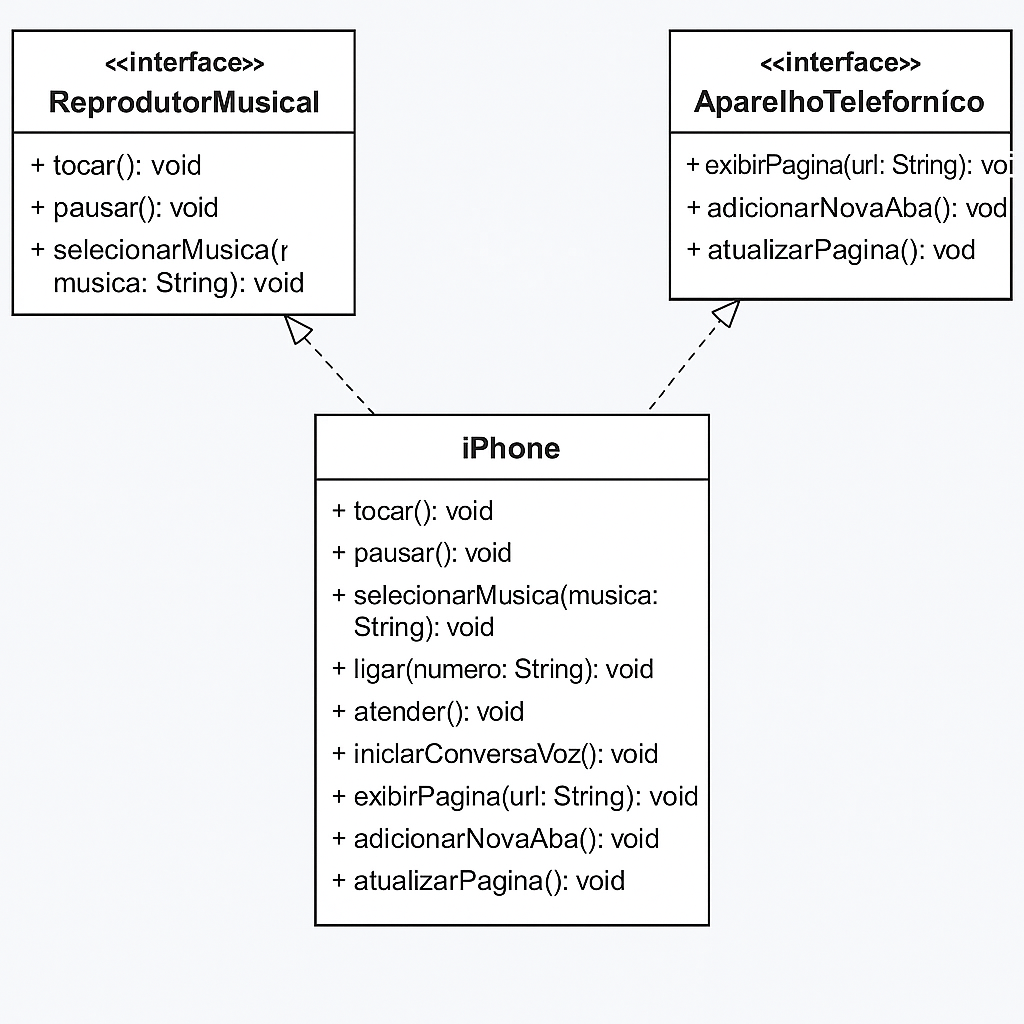 <<interface>>
ReprodutorMusical
+ tocar(): void
+ pausar(): void
+ selecionarMusica(r
musica: String): void
<<interface>>
AparelhoTeleforníco
+ exibirPagina(url: String): voi
+ adicionarNovaAba(): vod
+ atualizarPagina(): vod
iPhone
+ tocar(): void
+ pausar(): void
+ selecionarMusica(musica:
String): void
+ ligar(numero: String): void
+ atender(): void
+ iniclarConversaVoz(): void
+ exibirPagina(url: String): void
+ adicionarNovaAba(): void
+ atualizarPagina(): void